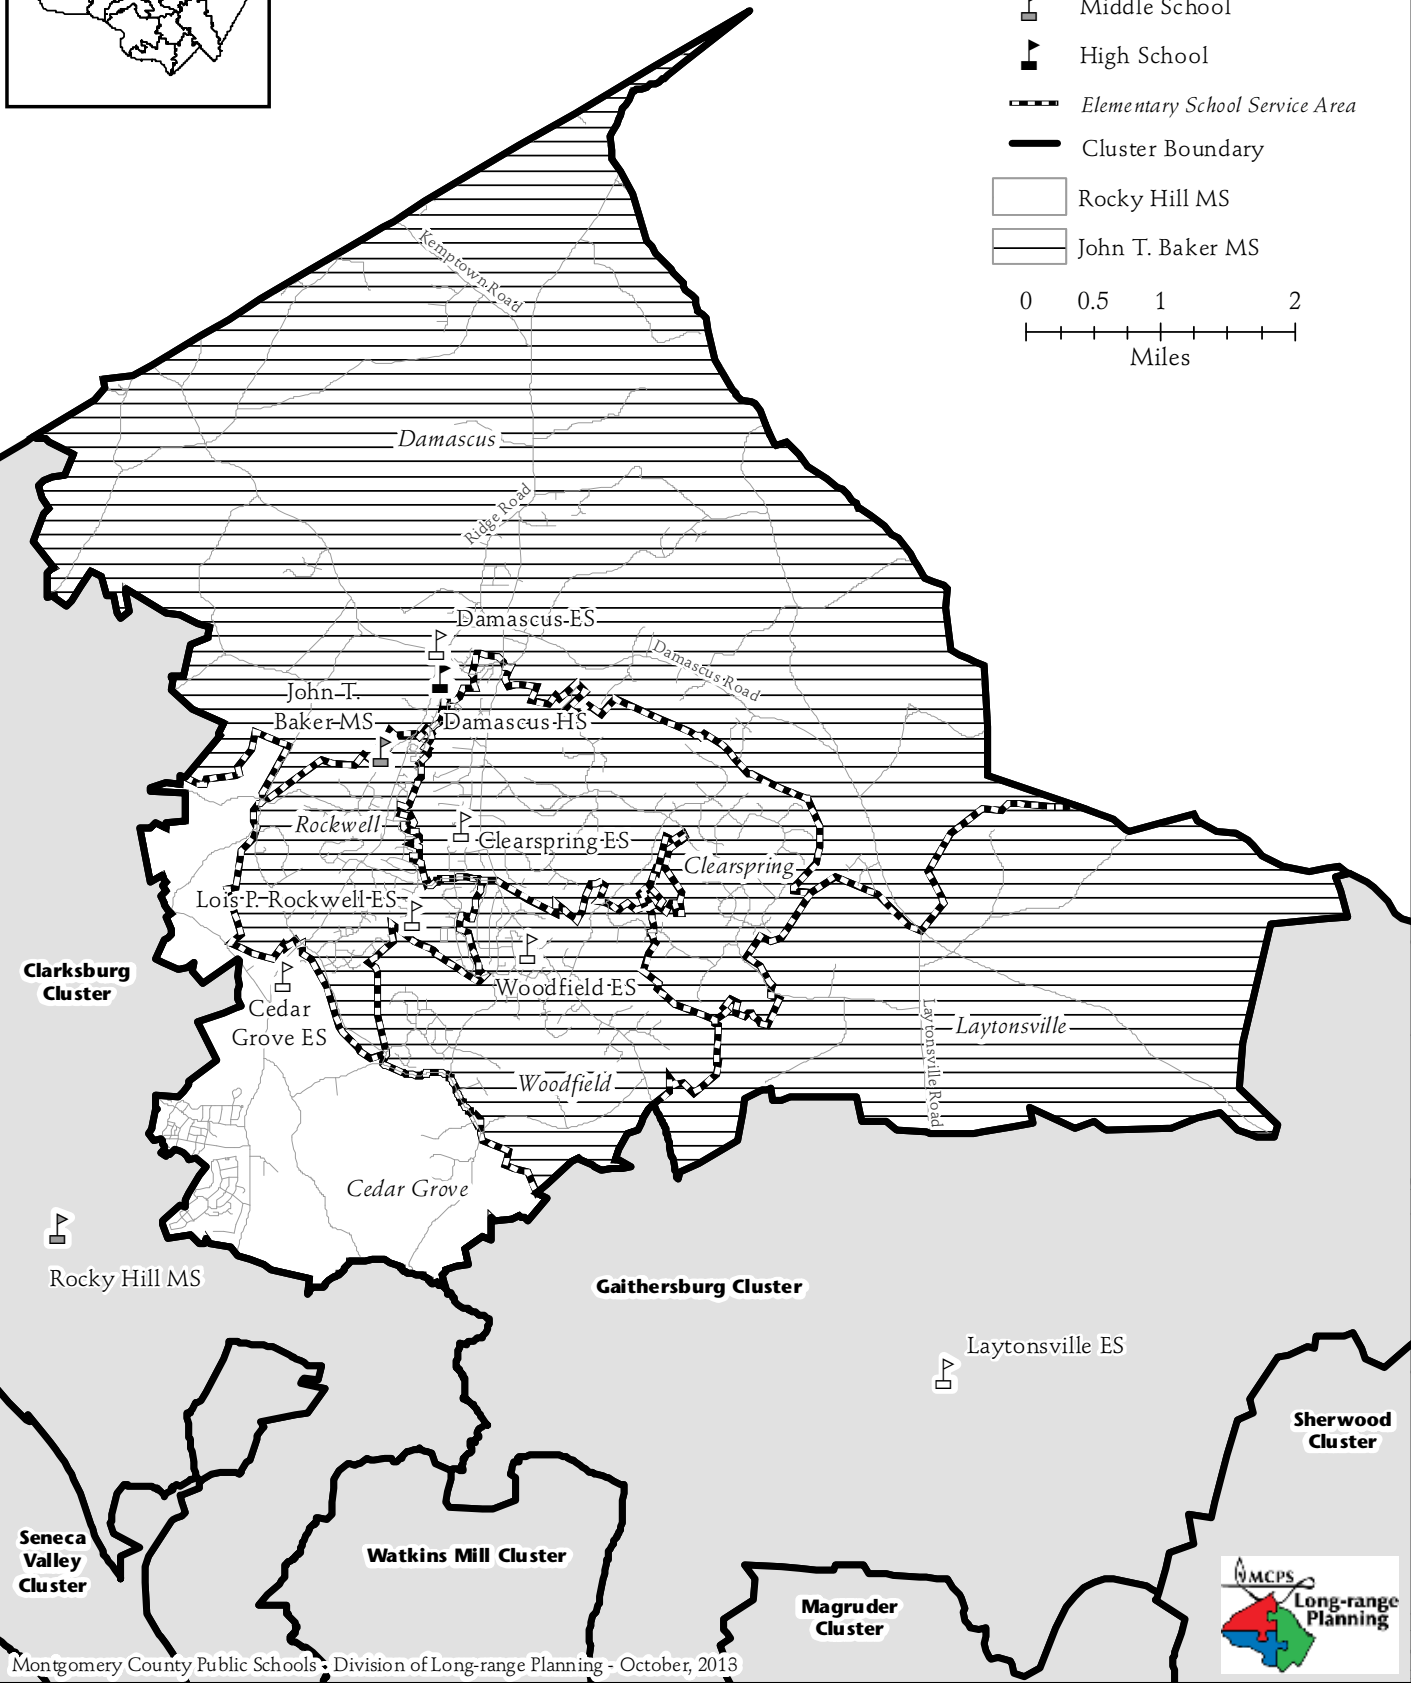 Middle School
High School
Elementary School Service Area
Cluster Boundary
Rocky Hill MS
John T. Baker MS
0 0.5 1 2
Miles
Kemptown Road
Damascus
Ridge Road
Damascus ES
Damascus Road
John T.
Baker MS
Damascus HS
Rockwell
Clearspring ES
Clearspring
Lois P. Rockwell ES
Clarksburg
Cluster
Woodfield ES
Cedar
Grove ES
Laytonsville
Laytonsville Road
Woodfield
Cedar Grove
Rocky Hill MS
Gaithersburg Cluster
Laytonsville ES
Sherwood
Cluster
Seneca
Valley
Cluster
Watkins Mill Cluster
Magruder
Cluster
MCPS
Long-range
Planning
Montgomery County Public Schools - Division of Long-range Planning - October, 2013